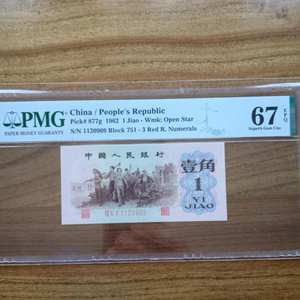 PMG
PAPER MONEY GUARANTY
China / People's Republic
Pick# 877g 1962 1 Jiao - Wmk: Open Star
S/N 1120909 Block 751 - 3 Red R. Numerals
67 EPQ
Superb Gem Unc
中国人民银行
壹角
1
YI
JIAO